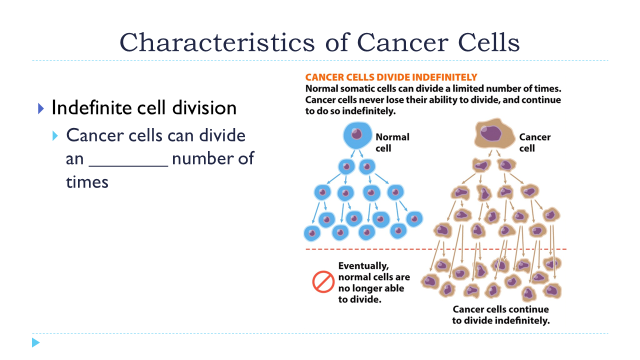 Characteristics of Cancer Cells
Indefinite cell division
Cancer cells can divide
an ________ number of
times
CANCER CELLS DIVIDE INDEFINITELY
Normal somatic cells can divide a limited number of times.
Cancer cells never lose their ability to divide, and continue
to do so indefinitely.
Normal
cell
Cancer
cell
Eventually,
normal cells are
no longer able
to divide.
Cancer cells continue
to divide indefinitely.